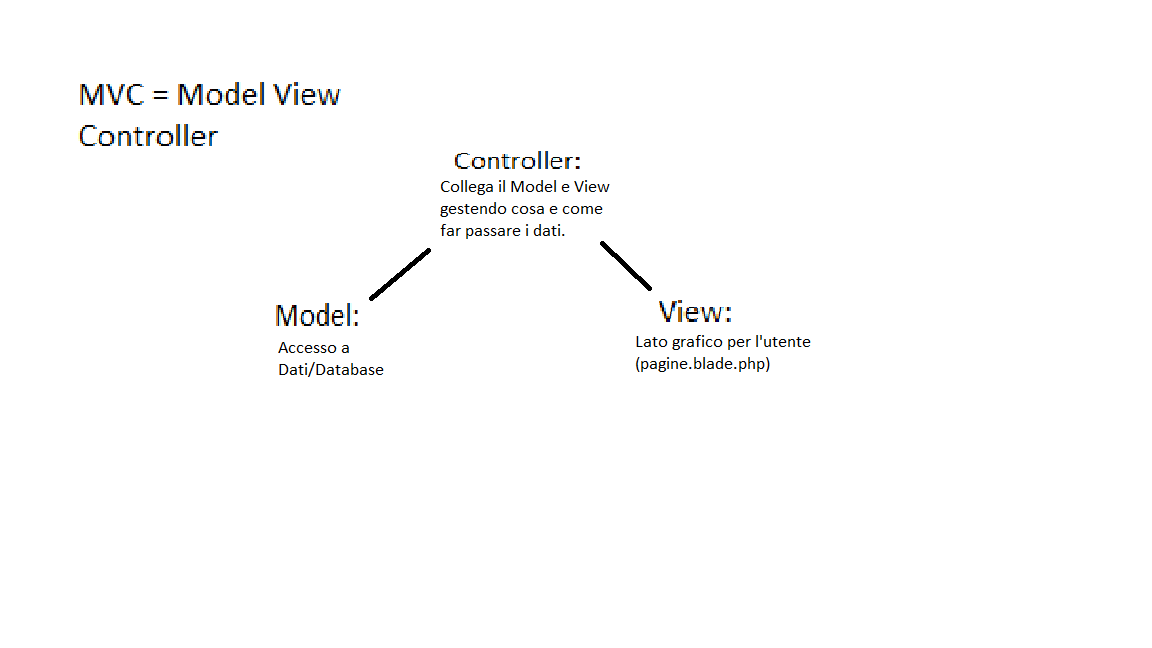 MVC = Model View
Controller
Controller:
Collega il Model e View
gestendo cosa e come
far passare i dati.
Model:
Accesso a
Dati/Database
View:
Lato grafico per l'utente
(pagine.blade.php)